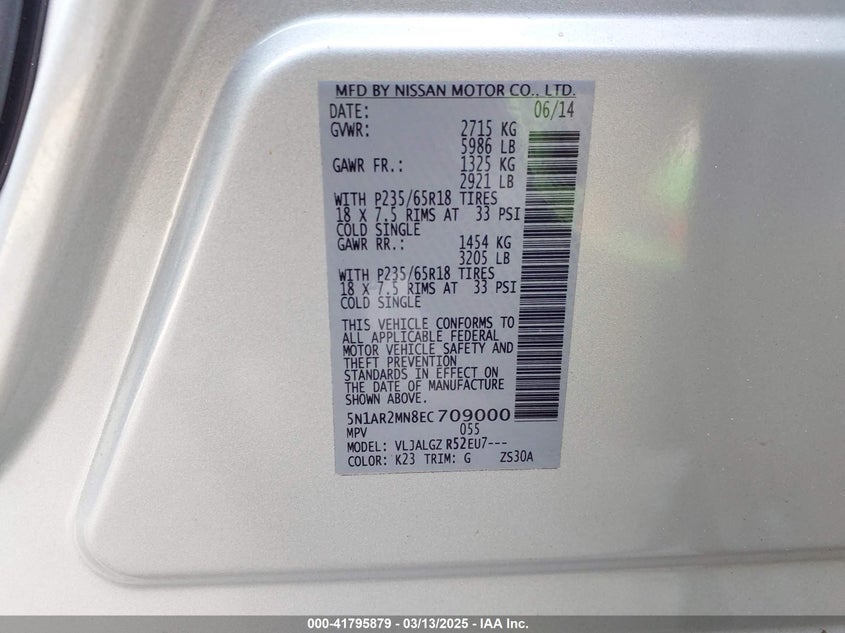 MFD BY NISSAN MOTOR CO., LTD.
DATE: 06/14
GVWR: 2715 KG
5986 LB
GAWR FR.: 1325 KG
2921 LB
WITH P235/65R18 TIRES
18 X 7.5 RIMS AT 33 PSI
COLD SINGLE
GAWR RR.: 1454 KG
3205 LB
WITH P235/65R18 TIRES
18 X 7.5 RIMS AT 33 PSI
COLD SINGLE
THIS VEHICLE CONFORMS TO
ALL APPLICABLE FEDERAL
MOTOR VEHICLE SAFETY AND
THEFT PREVENTION
STANDARDS IN EFFECT ON
THE DATE OF MANUFACTURE
SHOWN ABOVE.
5N1AR2MN8EC709000
MPV 055
MODEL: VLJALGZ R52EU7---
COLOR: K23 TRIM: G ZS30A
000-41795879 - 03/13/2025 - IAA Inc.